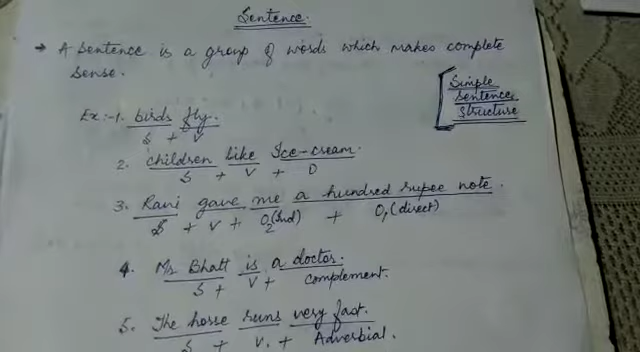 Sentence.
→ A sentence is a group of words which makes complete
sense.
Simple
sentence
structure
Ex:-1. birds fly.
S + V
2. children like Ice-cream.
S + V + O
3. Rani gave me a hundred rupee note.
S + V + O2 (Ind) + O1 (direct)
4. Mr Bhatt is a doctor.
S + V + complement.
5. The horse runs very fast.
S + V. + Adverbial.